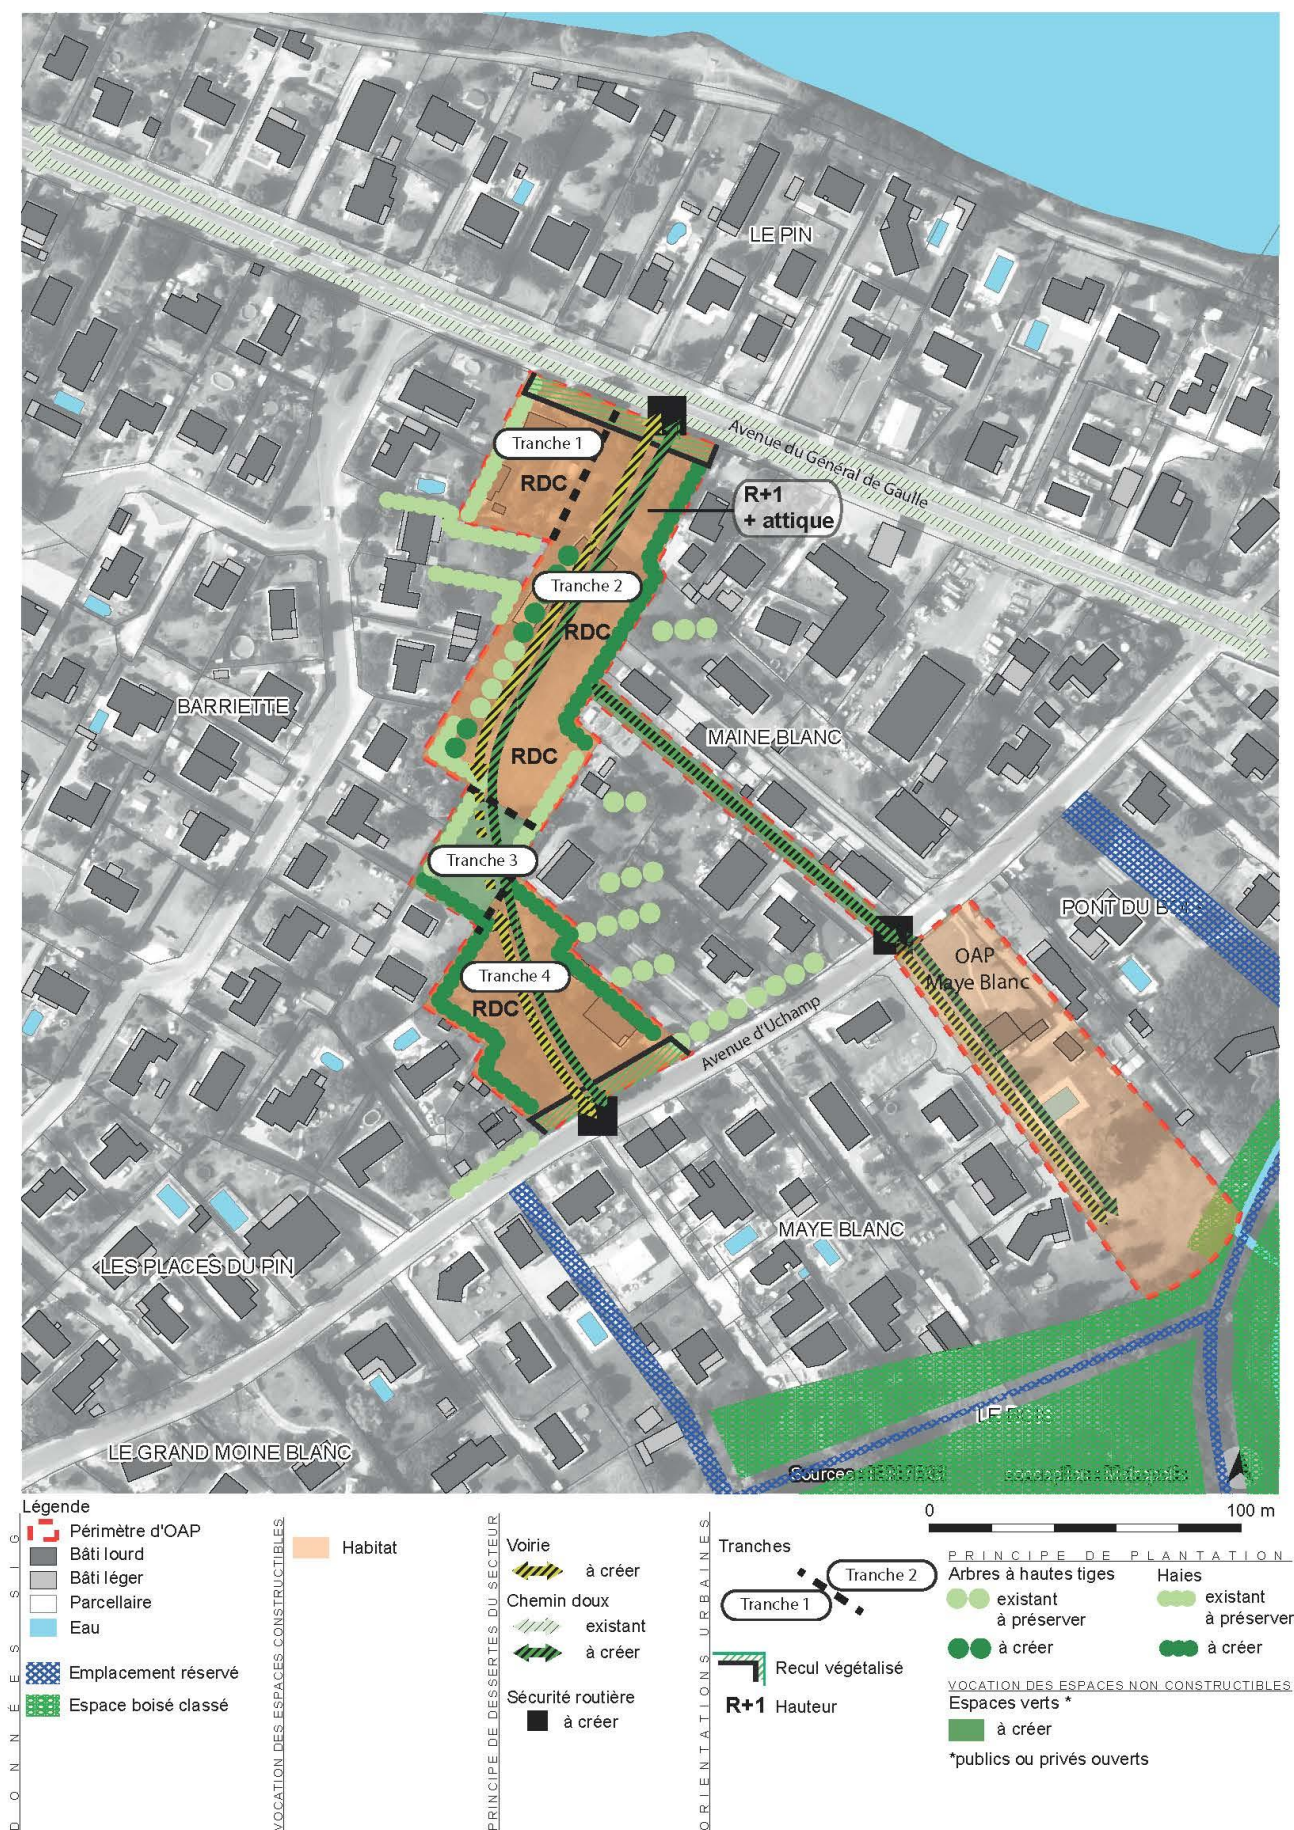 LE PIN
Avenue du Général de Gaulle
Tranche 1
RDC
R+1
+ attique
Tranche 2
RDC
BARRIETTE
MAINE BLANC
RDC
Tranche 3
PONT DU
OAP
Maye Blanc
Tranche 4
RDC
Avenue d'Uchamp
MAYE BLANC
LES PLACES DU PIN
LE
LE GRAND MOINE BLANC
Sources
Légende
DONNÉES SIG
Périmètre d'OAP
Bâti lourd
Bâti léger
Parcellaire
Eau
Emplacement réservé
Espace boisé classé
VOCATION DES ESPACES CONSTRUCTIBLES
Habitat
PRINCIPE DE DESSERTES DU SECTEUR
Voirie
à créer
Chemin doux
existant
à créer
Sécurité routière
à créer
ORIENTATIONS URBAINES
Tranches
Tranche 2
Tranche 1
Recul végétalisé
R+1 Hauteur
0 100 m
PRINCIPE DE PLANTATION
Arbres à hautes tiges
existant
à préserver
à créer
Haies
existant
à préserver
à créer
VOCATION DES ESPACES NON CONSTRUCTIBLES
Espaces verts *
à créer
*publics ou privés ouverts